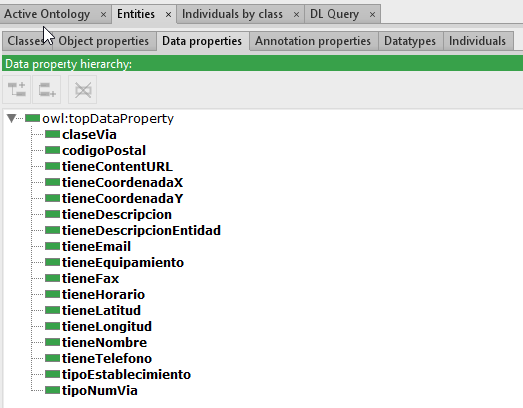 Active Ontology × Entities × Individuals by class × DL Query ×
Classes Object properties Data properties Annotation properties Datatypes Individuals
Data property hierarchy:
owl:topDataProperty
claseVia
codigoPostal
tieneContentURL
tieneCoordenadaX
tieneCoordenadaY
tieneDescripcion
tieneDescripcionEntidad
tieneEmail
tieneEquipamiento
tieneFax
tieneHorario
tieneLatitud
tieneLongitud
tieneNombre
tieneTelefono
tipoEstablecimiento
tipoNumVia